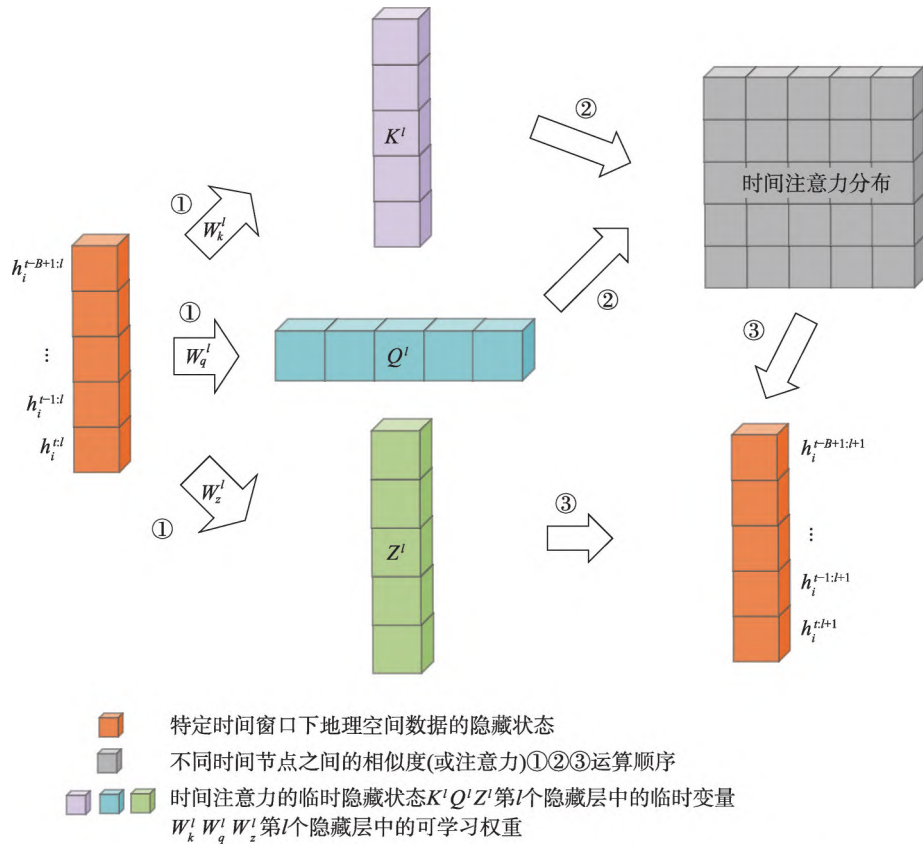 K^l
②
时间注意力分布
①
W_k^l
h_i^{t-B+1:l}
①
②
③
⋮
W_q^l
Q^l
h_i^{t-1:l}
h_i^{t:l}
h_i^{t-B+1:l+1}
W_z^l
③
①
Z^l
⋮
h_i^{t-1:l+1}
h_i^{t:l+1}
特定时间窗口下地理空间数据的隐藏状态
不同时间节点之间的相似度(或注意力)①②③运算顺序
时间注意力的临时隐藏状态K^l Q^l Z^l 第l个隐藏层中的临时变量
W_k^l W_q^l W_z^l 第l个隐藏层中的可学习权重